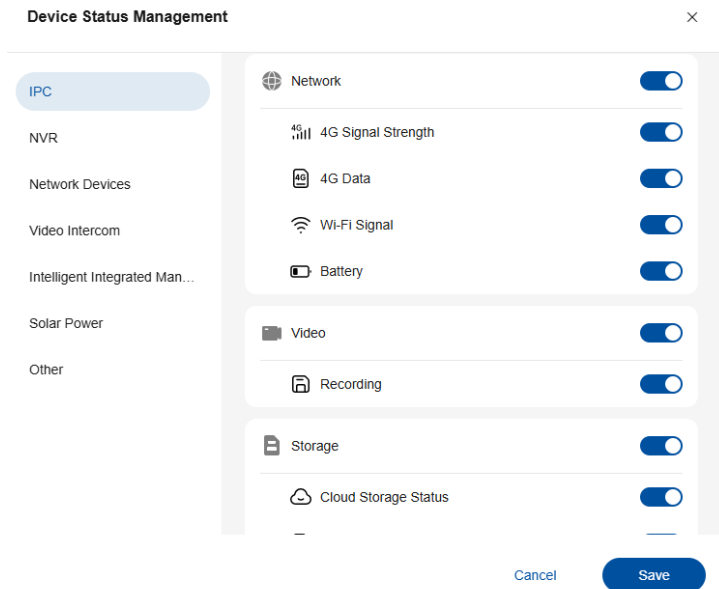 Device Status Management
IPC
NVR
Network Devices
Video Intercom
Intelligent Integrated Man...
Solar Power
Other
Network
4G 4G Signal Strength
4G 4G Data
Wi-Fi Signal
Battery
Video
Recording
Storage
Cloud Storage Status
Cancel
Save